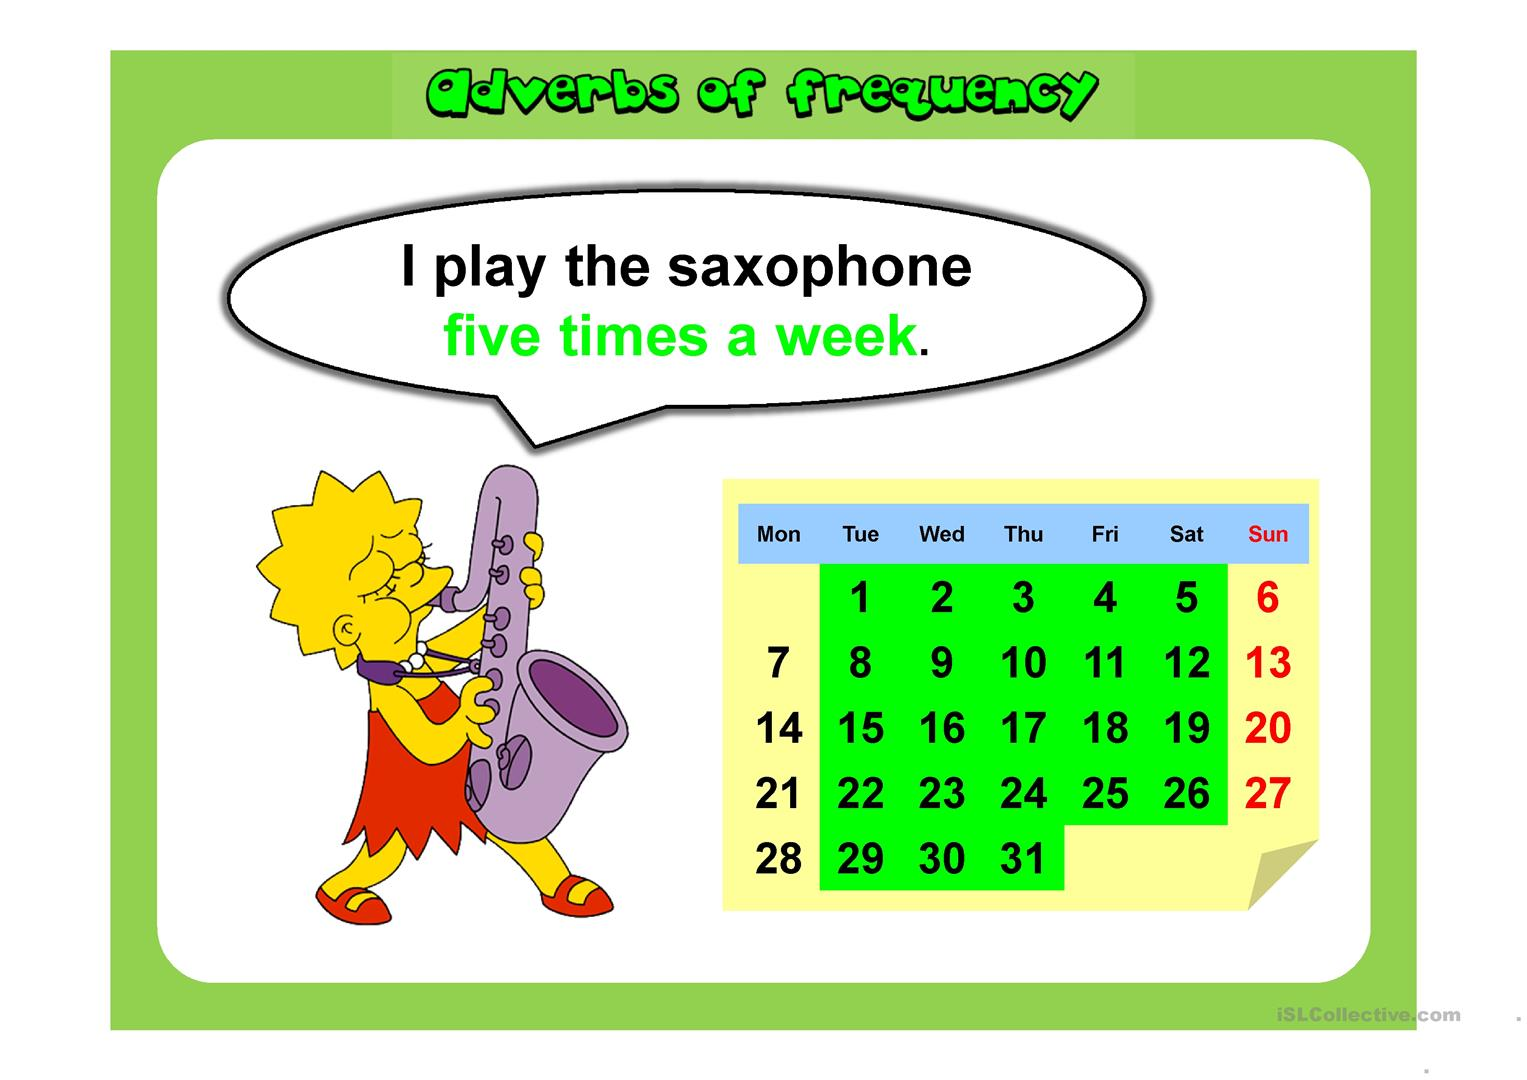 adverbs of frequency
I play the saxophone
five times a week.
Mon Tue Wed Thu Fri Sat Sun
1 2 3 4 5 6
7 8 9 10 11 12 13
14 15 16 17 18 19 20
21 22 23 24 25 26 27
28 29 30 31
iSLCollective.com